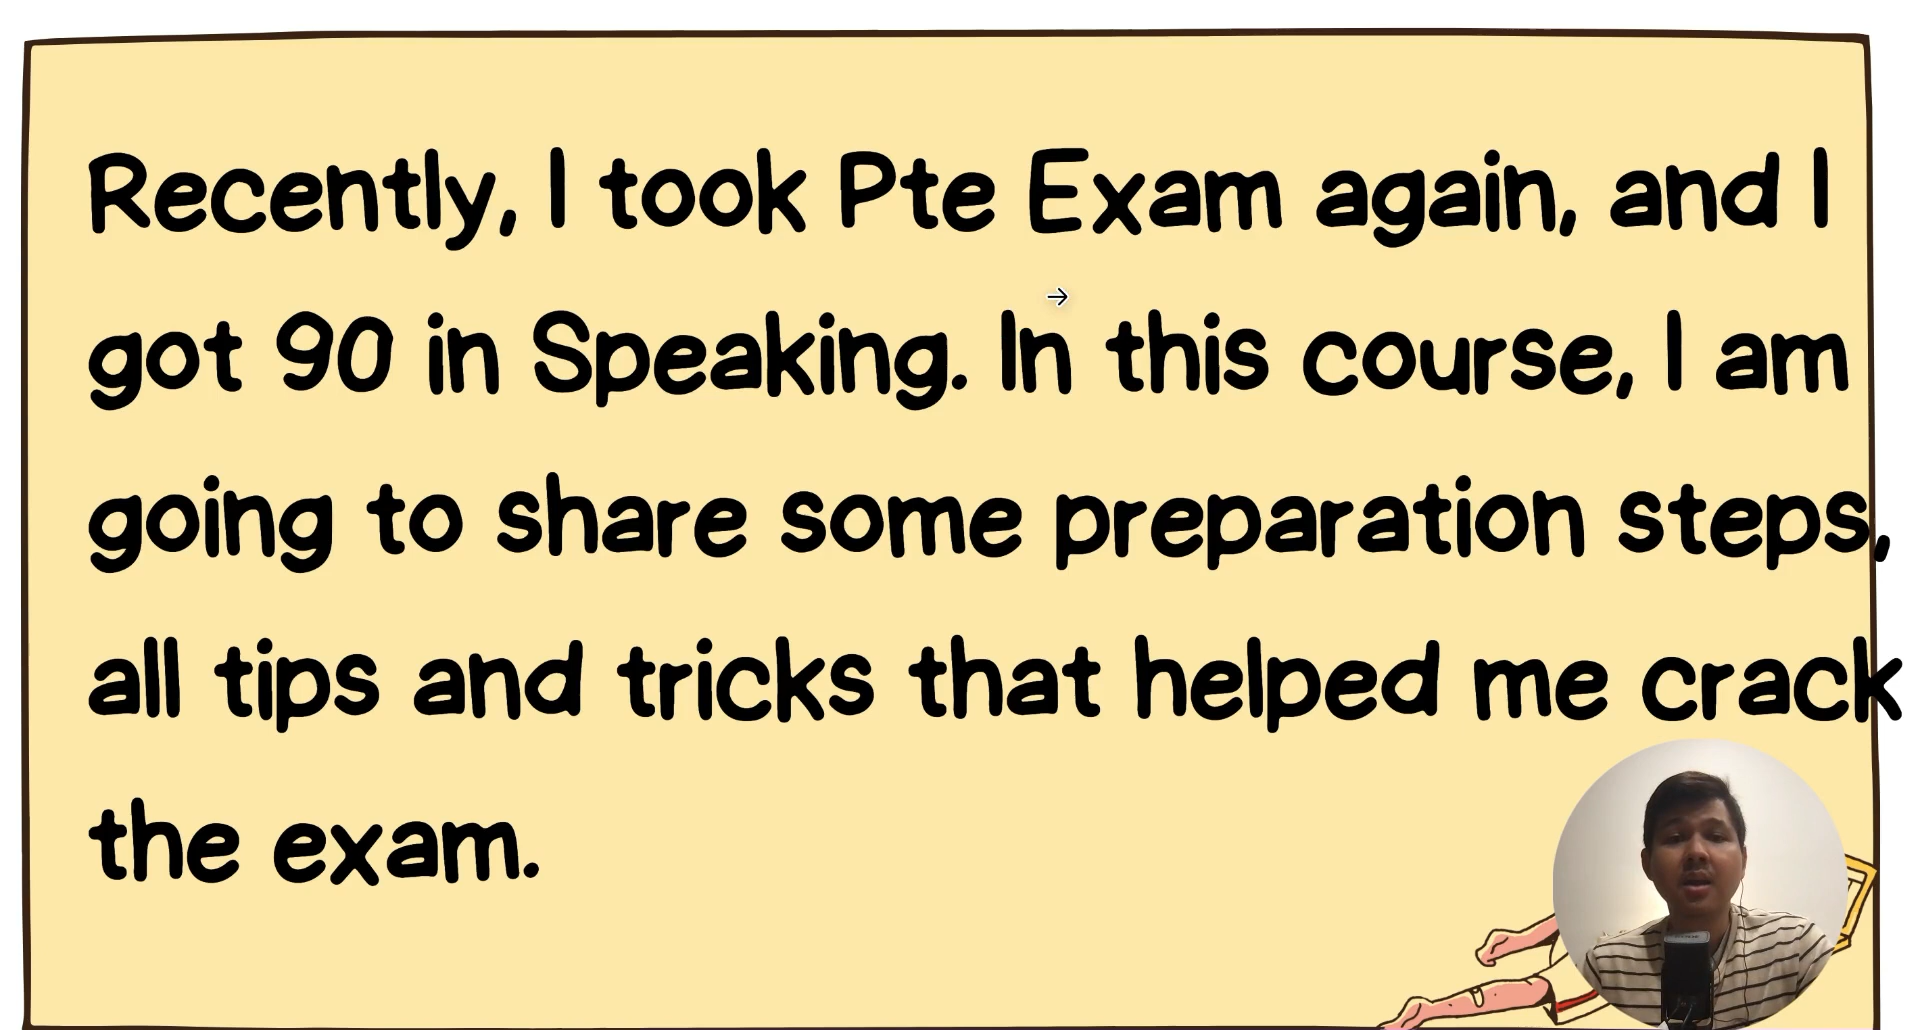 Recently, I took Pte Exam again, and I
got 90 in Speaking. In this course, I am
going to share some preparation steps,
all tips and tricks that helped me crack
the exam.